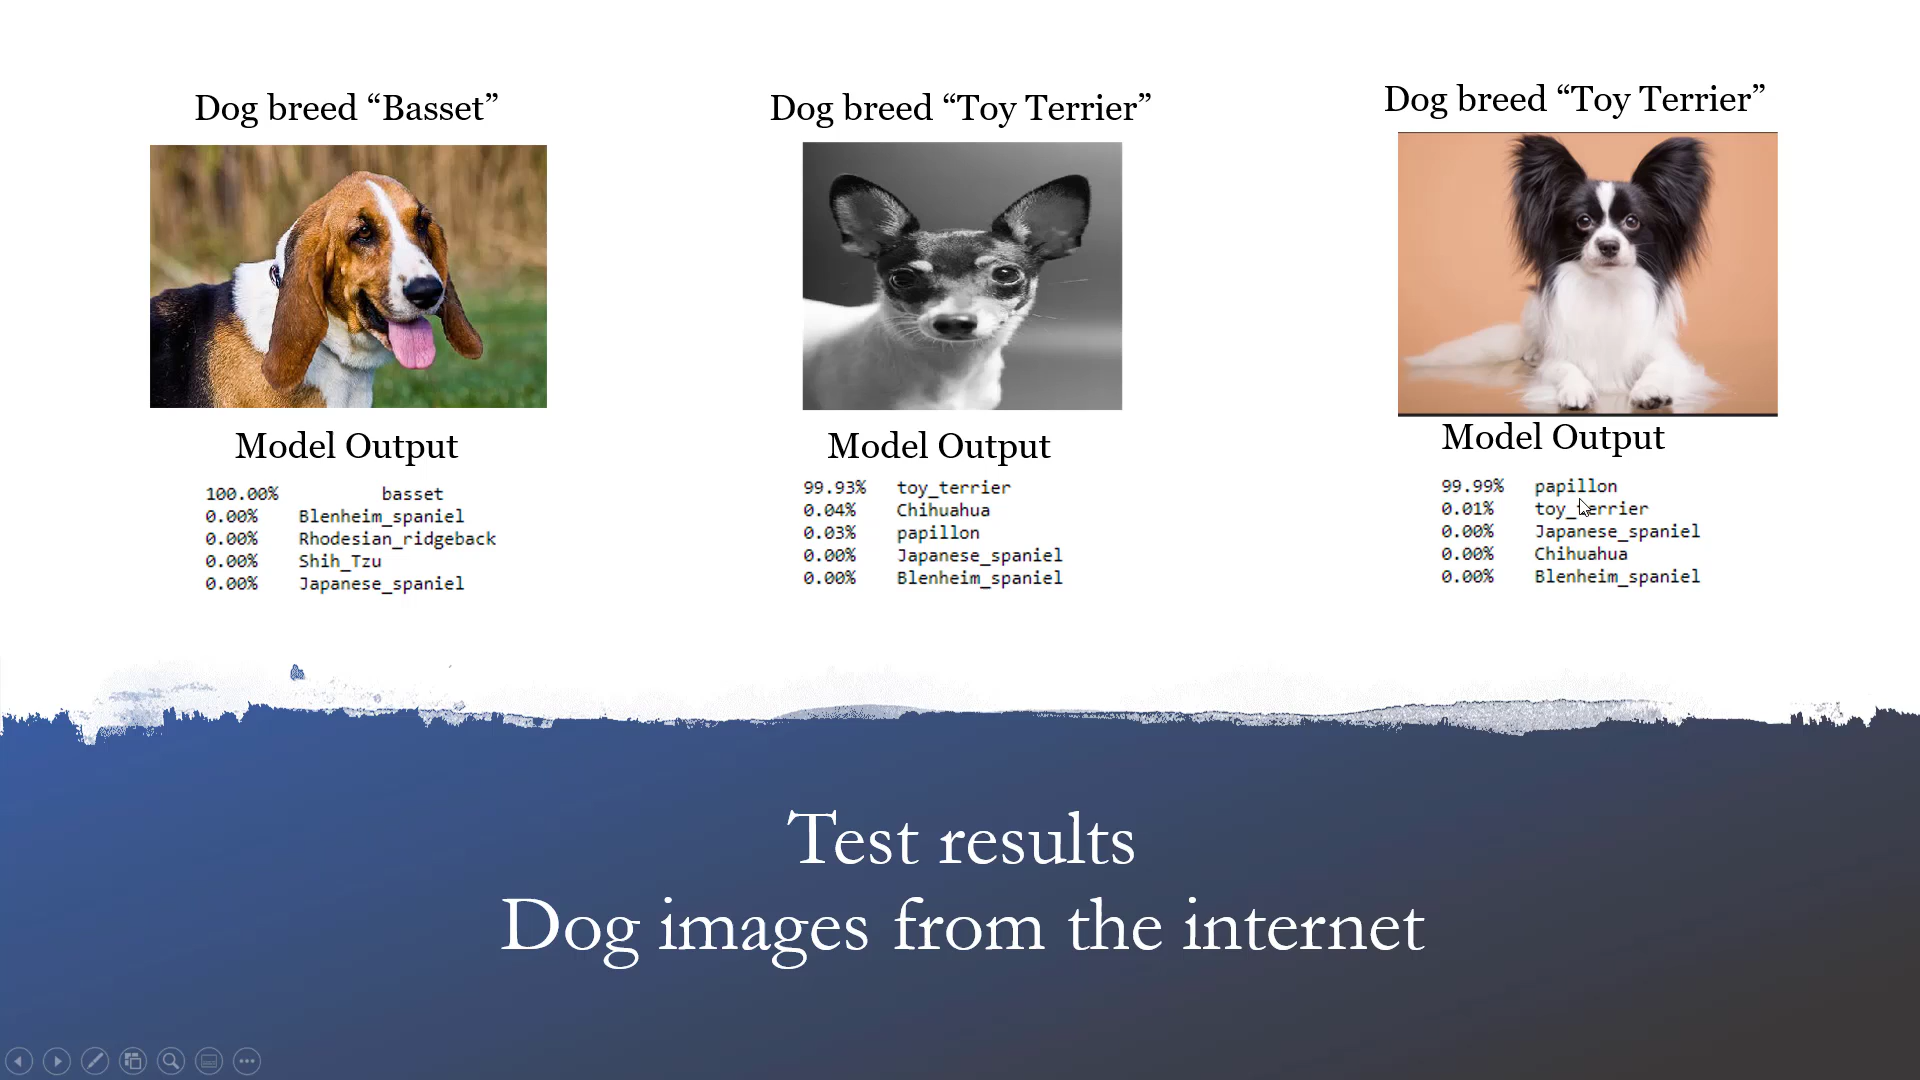 Dog breed “Basset”
Model Output
100.00% basset
0.00% Blenheim_spaniel
0.00% Rhodesian_ridgeback
0.00% Shih_Tzu
0.00% Japanese_spaniel
Dog breed “Toy Terrier”
Model Output
99.93% toy_terrier
0.04% Chihuahua
0.03% papillon
0.00% Japanese_spaniel
0.00% Blenheim_spaniel
Dog breed “Toy Terrier”
Model Output
99.99% papillon
0.01% toy_terrier
0.00% Japanese_spaniel
0.00% Chihuahua
0.00% Blenheim_spaniel
Test results
Dog images from the internet